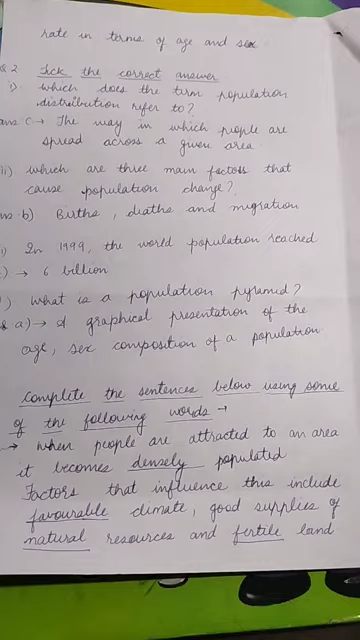 rate in terms of age and sex
Q.2 Tick the correct answer
i) which does the term population
distribution refer to?
ans C → The way in which people are
spread across a given area.
ii) which are three main factors that
cause population change?
ns. b) Births, deaths and migration
i) In 1999, the world population reached
) → 6 billion
) What is a population pyramid?
a) → A graphical presentation of the
age, sex composition of a population.
Complete the sentences below using some
of the following words →
→ when people are attracted to an area
it becomes densely populated
Factors that influence this include
favourable climate, good supplies of
natural resources and fertile land